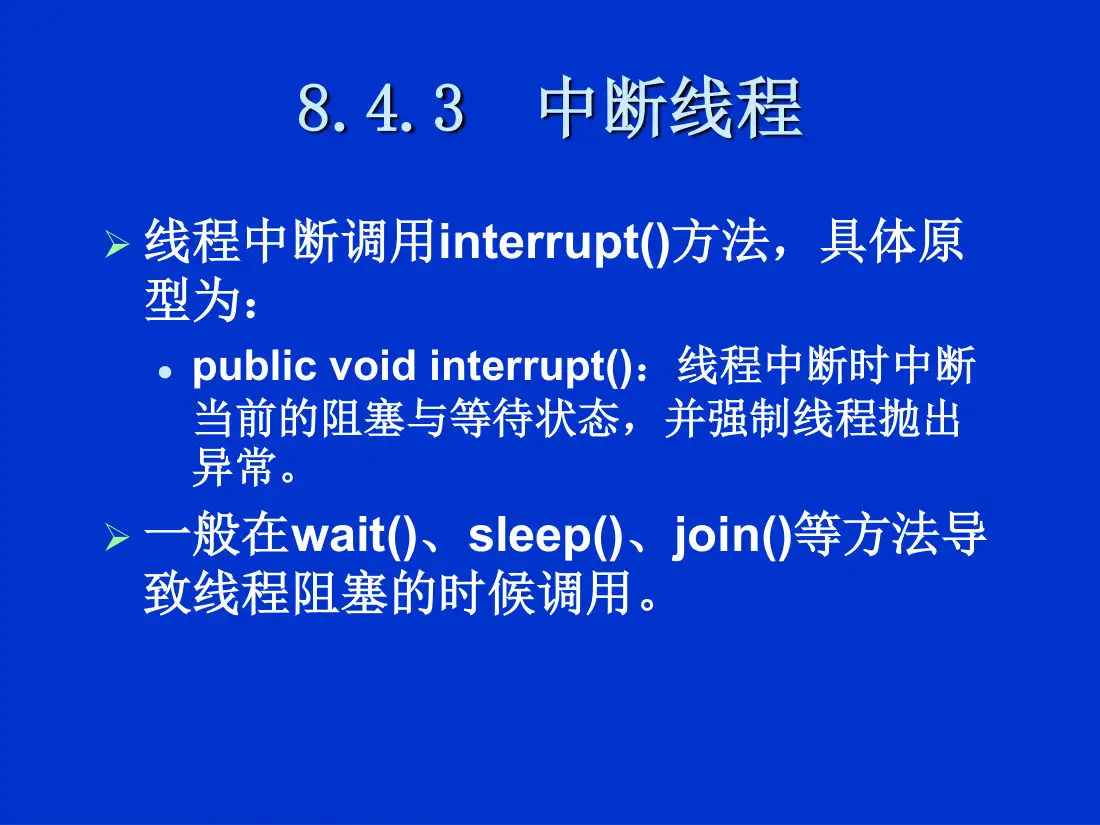 8.4.3 中断线程
线程中断调用interrupt()方法，具体原
型为：
public void interrupt()：线程中断时中断
当前的阻塞与等待状态，并强制线程抛出
异常。
一般在wait()、sleep()、join()等方法导
致线程阻塞的时候调用。